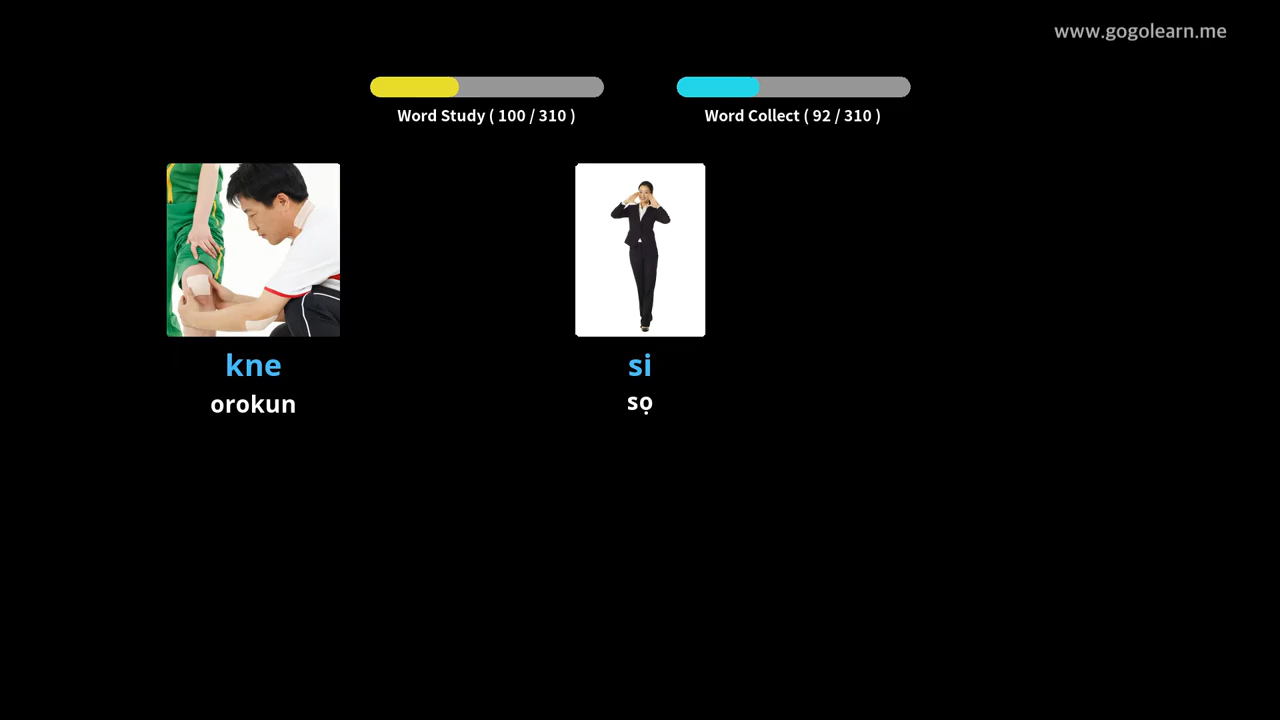 www.gogolearn.me
Word Study ( 100 / 310 )
Word Collect ( 92 / 310 )
kne
orokun
si
sọ